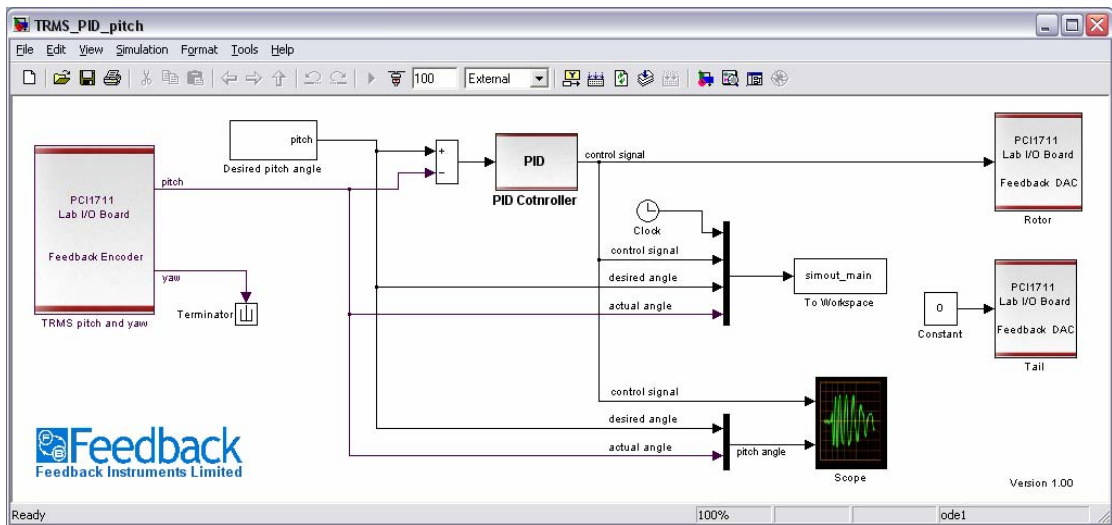 TRMS_PID_pitch
File Edit View Simulation Format Tools Help
100
External
pitch
Desired pitch angle
+
−
PID
PID Cotnroller
control signal
PCI1711
Lab I/O Board
Feedback DAC
Rotor
PCI1711
Lab I/O Board
Feedback Encoder
pitch
yaw
TRMS pitch and yaw
Terminator
Clock
control signal
desired angle
actual angle
simout_main
To Workspace
0
Constant
PCI1711
Lab I/O Board
Feedback DAC
Tail
control signal
desired angle
actual angle
pitch angle
Scope
Feedback
Feedback Instruments Limited
Version 1.00
Ready
100%
ode1